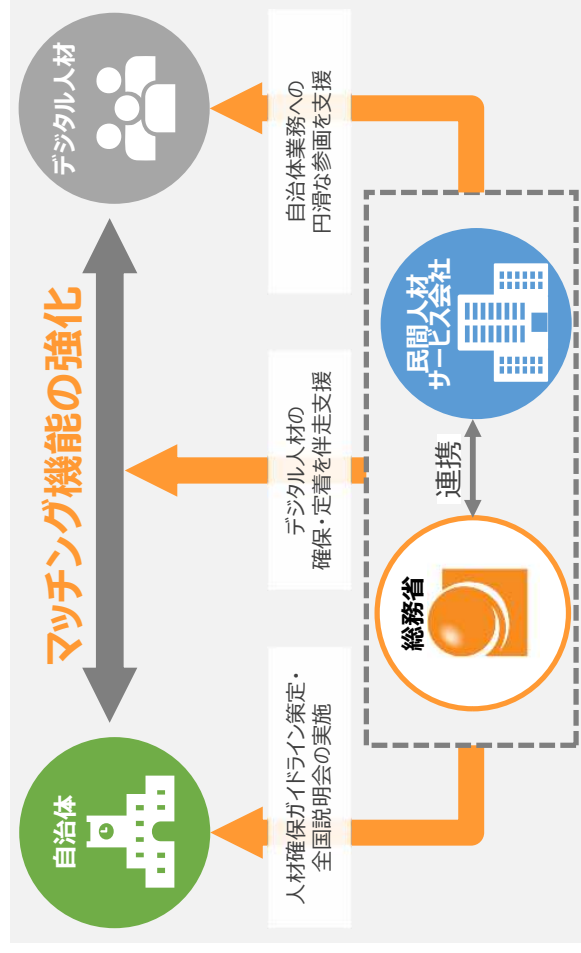 マッチング機能の強化
自治体
デジタル人材
人材確保ガイドライン策定・
全国説明会の実施
デジタル人材の
確保・定着を伴走支援
自治体業務への
円滑な参画を支援
総務省
連携
民間人材
サービス会社